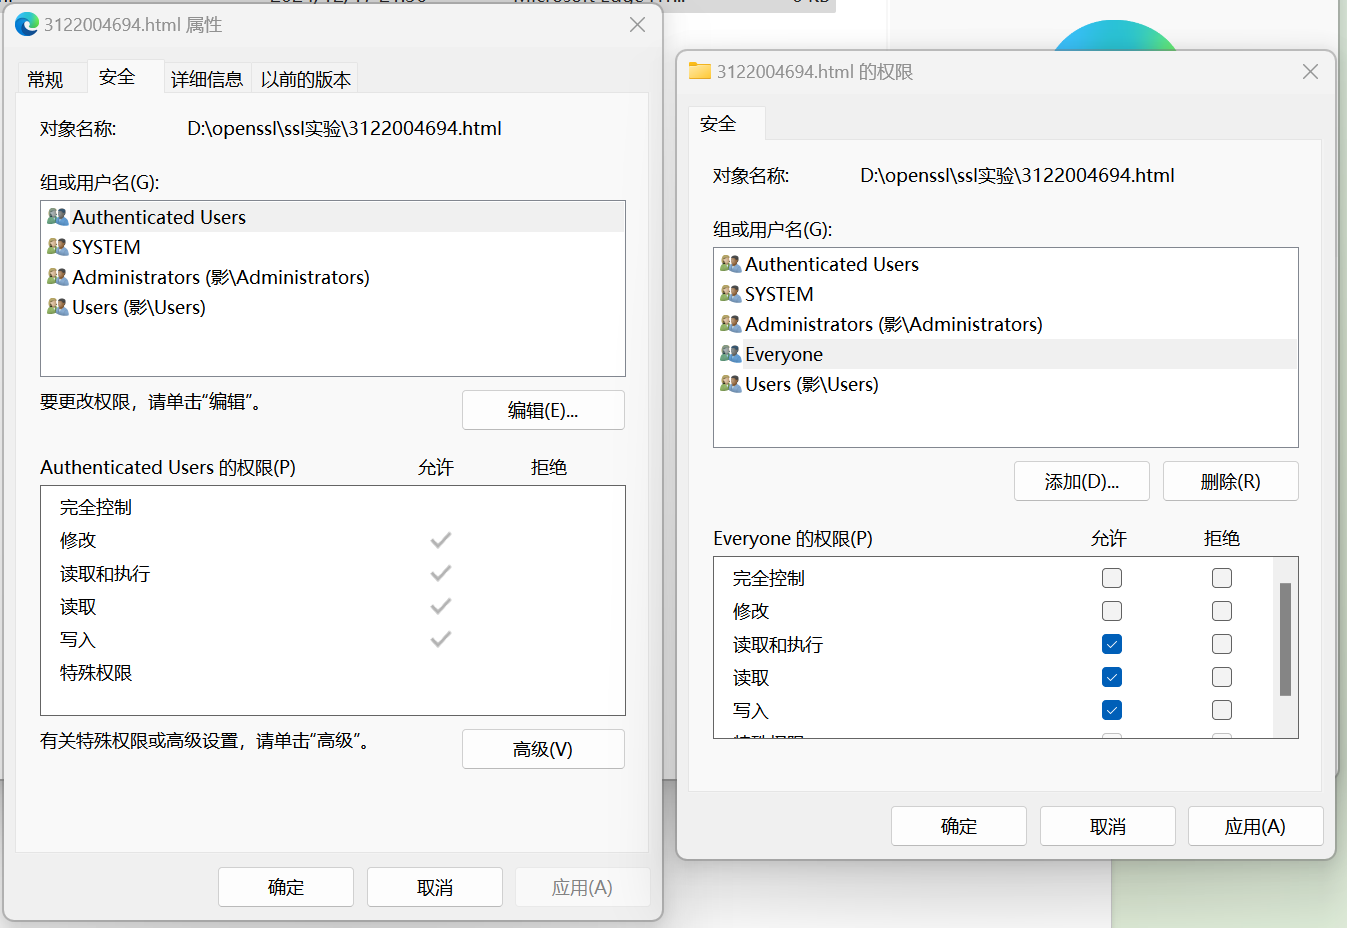 3122004694.html 属性
常规 安全 详细信息 以前的版本
对象名称: D:\openssl\ssl实验\3122004694.html
组或用户名(G):
Authenticated Users
SYSTEM
Administrators (影\Administrators)
Users (影\Users)
要更改权限，请单击“编辑”。
编辑(E)...
Authenticated Users 的权限(P) 允许 拒绝
完全控制
修改
读取和执行
读取
写入
特殊权限
有关特殊权限或高级设置，请单击“高级”。
高级(V)
确定 取消 应用(A)
3122004694.html 的权限
安全
对象名称: D:\openssl\ssl实验\3122004694.html
组或用户名(G):
Authenticated Users
SYSTEM
Administrators (影\Administrators)
Everyone
Users (影\Users)
添加(D)... 删除(R)
Everyone 的权限(P) 允许 拒绝
完全控制
修改
读取和执行
读取
写入
确定 取消 应用(A)